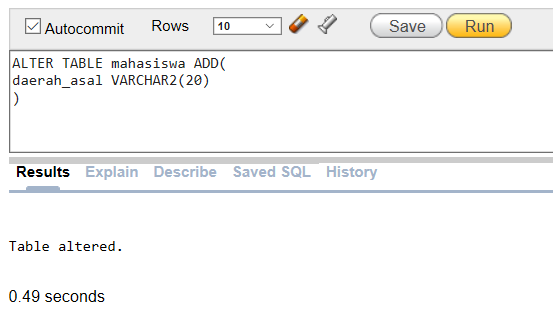 Autocommit Rows 10 Save Run
ALTER TABLE mahasiswa ADD(
daerah_asal VARCHAR2(20)
)
Results Explain Describe Saved SQL History
Table altered.
0.49 seconds